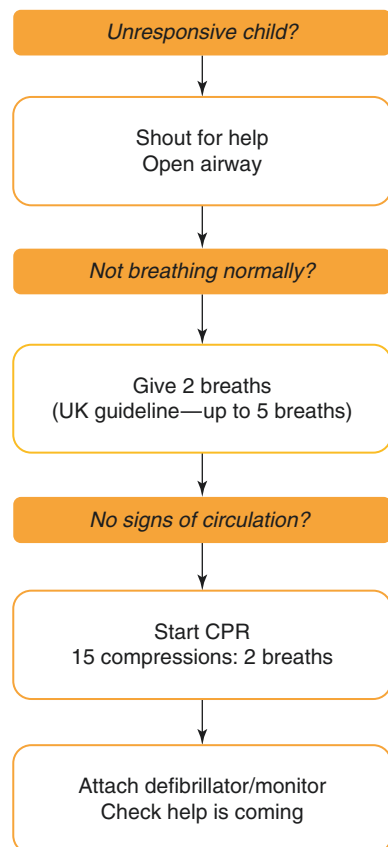 Unresponsive child?
Shout for help
Open airway
Not breathing normally?
Give 2 breaths
(UK guideline—up to 5 breaths)
No signs of circulation?
Start CPR
15 compressions: 2 breaths
Attach defibrillator/monitor
Check help is coming